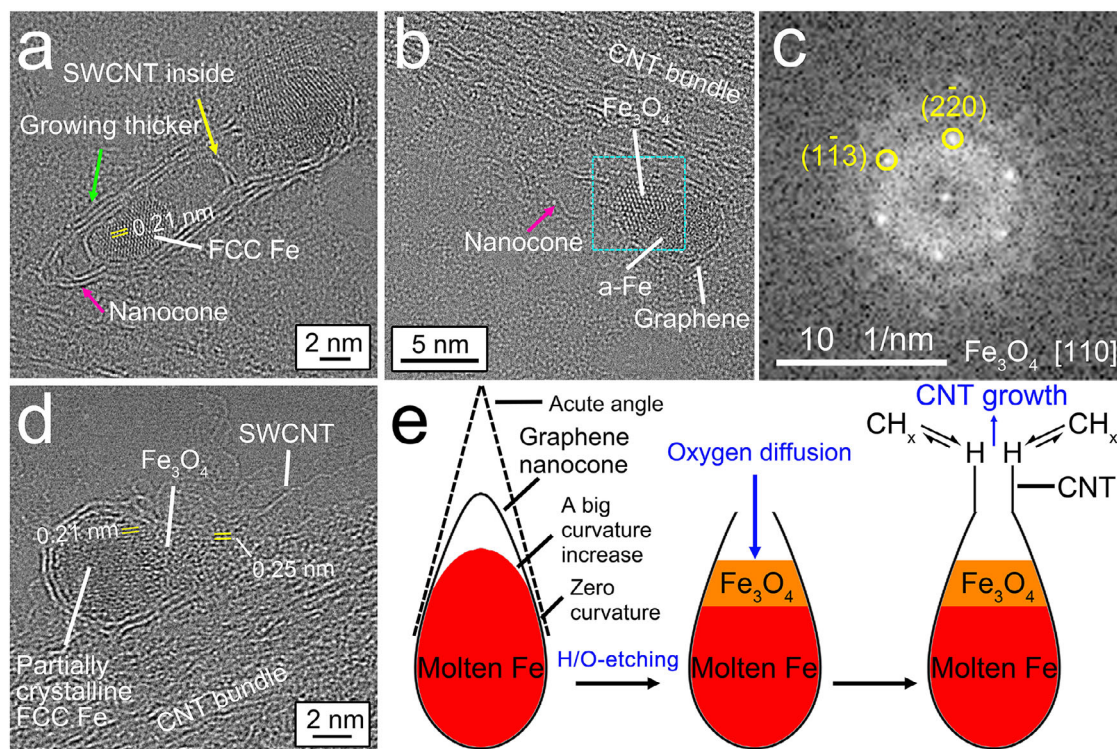 a
SWCNT inside
Growing thicker
0.21 nm
FCC Fe
Nanocone
2 nm
b
CNT bundle
Fe₃O₄
Nanocone
a-Fe
Graphene
5 nm
c
(22̄0)
(11̄3)
10 1/nm
Fe₃O₄ [110]
d
SWCNT
Fe₃O₄
0.21 nm
0.25 nm
Partially
crystalline
FCC Fe
CNT bundle
2 nm
e
Acute angle
Graphene
nanocone
A big
curvature
increase
Zero
curvature
Molten Fe
H/O-etching
Oxygen diffusion
Fe₃O₄
Molten Fe
CNT growth
CHₓ
H
H
CHₓ
CNT
Fe₃O₄
Molten Fe